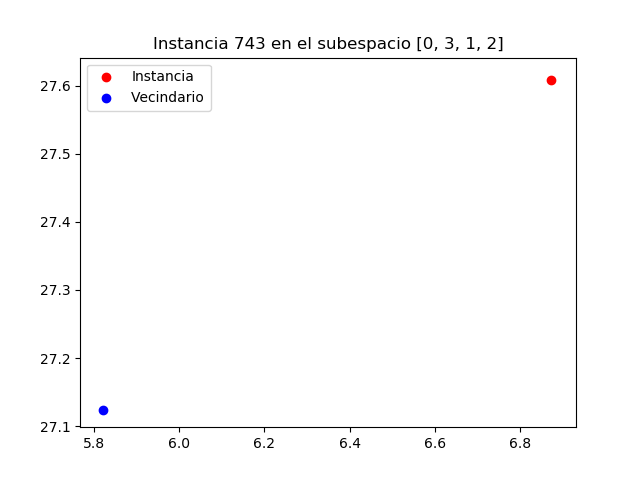 Instancia 743 en el subespacio [0, 3, 1, 2]
Instancia
Vecindario
27.6
27.5
27.4
27.3
27.2
27.1
5.8 6.0 6.2 6.4 6.6 6.8